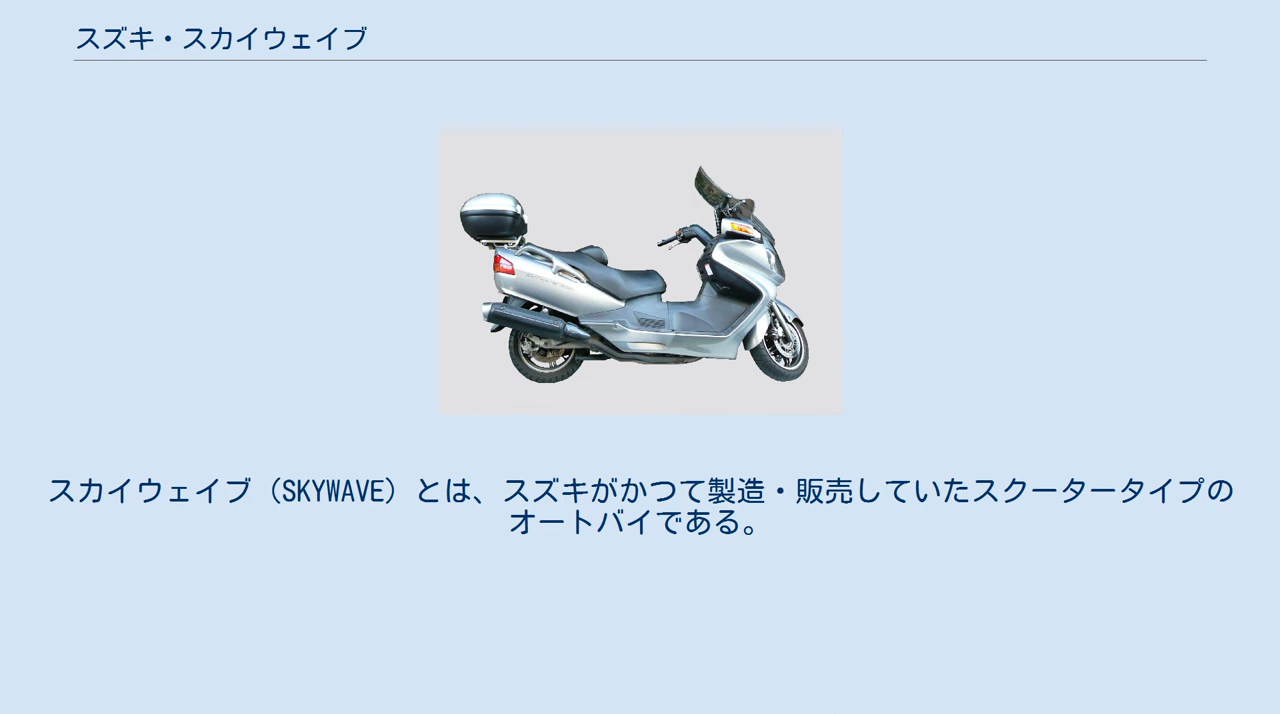 スズキ・スカイウェイブ
スカイウェイブ（SKYWAVE）とは、スズキがかつて製造・販売していたスクータータイプの
オートバイである。